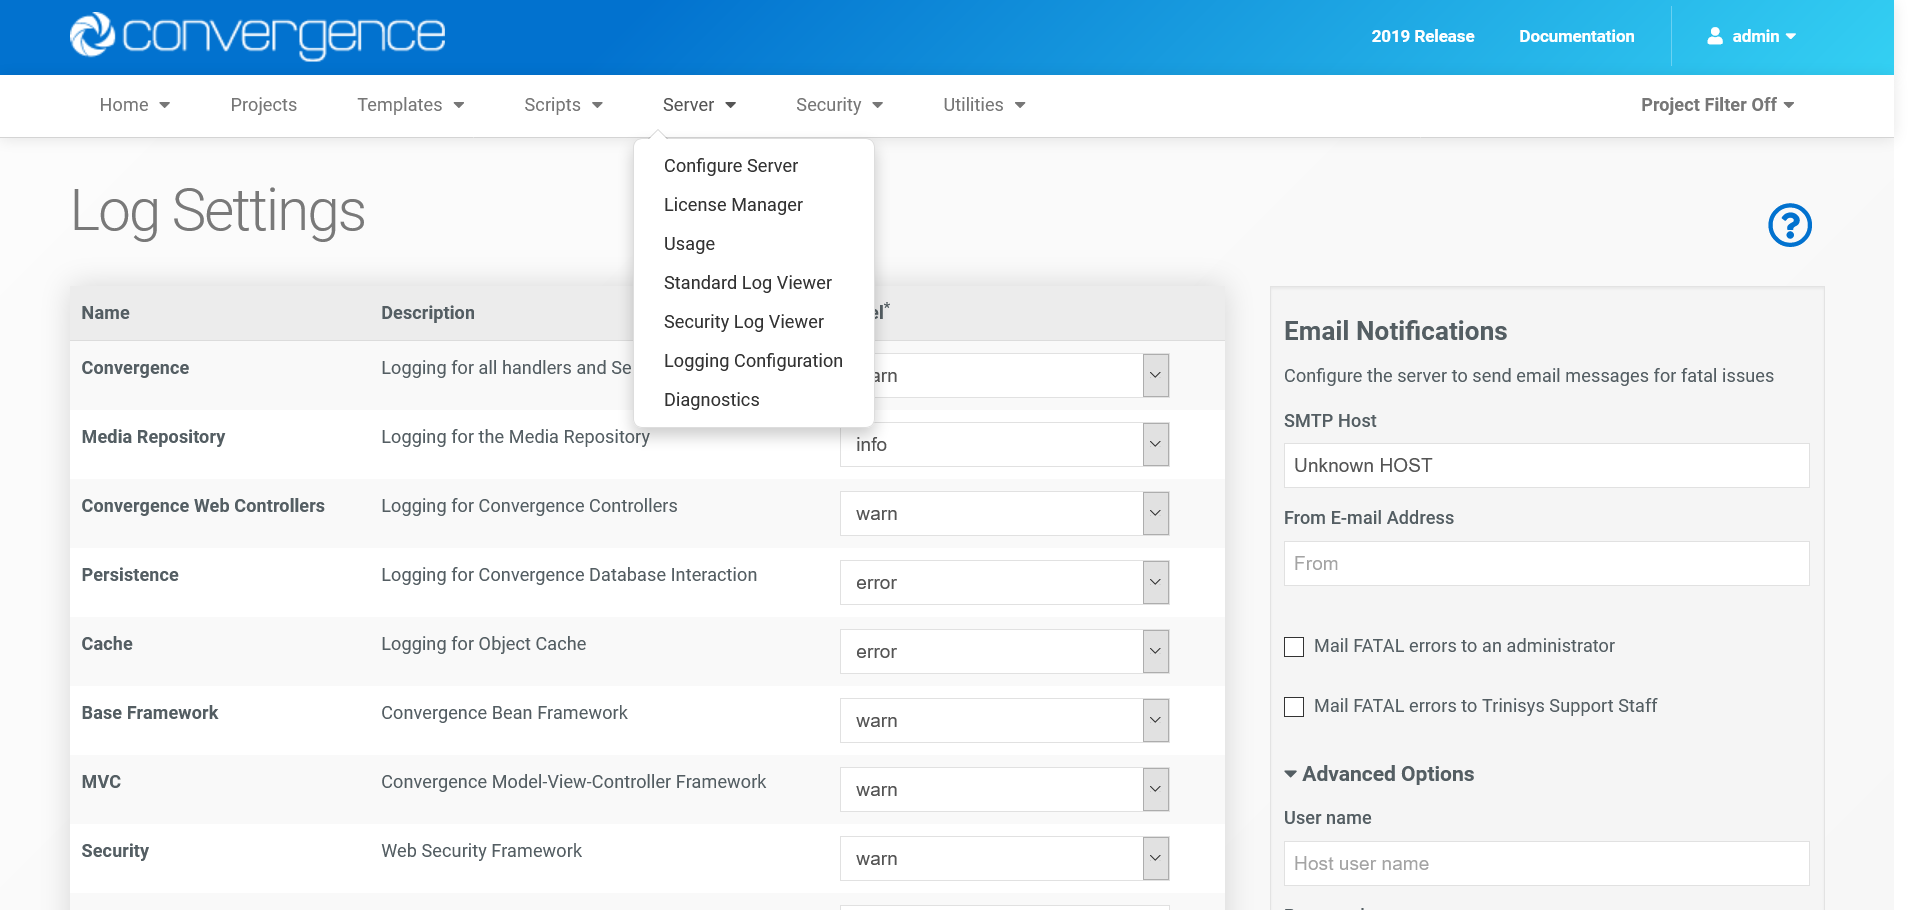 convergence
2019 Release
Documentation
admin
Home
Projects
Templates
Scripts
Server
Security
Utilities
Project Filter Off
Configure Server
License Manager
Usage
Standard Log Viewer
Security Log Viewer
Logging Configuration
Diagnostics
Log Settings
?
Name Description el*
Convergence Logging for all handlers and Se arn
Media Repository Logging for the Media Repository info
Convergence Web Controllers Logging for Convergence Controllers warn
Persistence Logging for Convergence Database Interaction error
Cache Logging for Object Cache error
Base Framework Convergence Bean Framework warn
MVC Convergence Model-View-Controller Framework warn
Security Web Security Framework warn
Email Notifications
Configure the server to send email messages for fatal issues
SMTP Host
Unknown HOST
From E-mail Address
From
Mail FATAL errors to an administrator
Mail FATAL errors to Trinisys Support Staff
Advanced Options
User name
Host user name